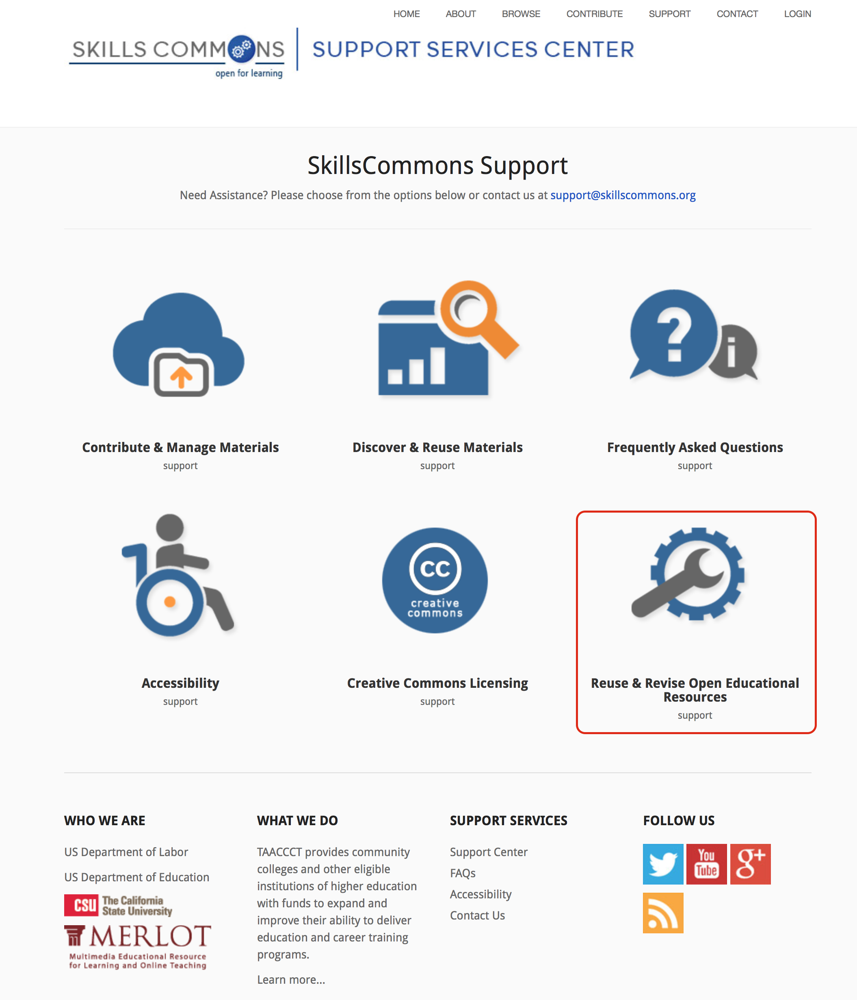 HOME ABOUT BROWSE CONTRIBUTE SUPPORT CONTACT LOGIN
SKILLS COMMONS | SUPPORT SERVICES CENTER
open for learning
SkillsCommons Support
Need Assistance? Please choose from the options below or contact us at support@skillscommons.org
? i
Contribute & Manage Materials
support
Discover & Reuse Materials
support
Frequently Asked Questions
support
cc
creative
commons
Accessibility
support
Creative Commons Licensing
support
Reuse & Revise Open Educational
Resources
support
WHO WE ARE
US Department of Labor
US Department of Education
CSU The California
State University
MERLOT
Multimedia Educational Resource
for Learning and Online Teaching
WHAT WE DO
TAACCCT provides community
colleges and other eligible
institutions of higher education
with funds to expand and
improve their ability to deliver
education and career training
programs.
Learn more...
SUPPORT SERVICES
Support Center
FAQs
Accessibility
Contact Us
FOLLOW US
You
Tube
g+